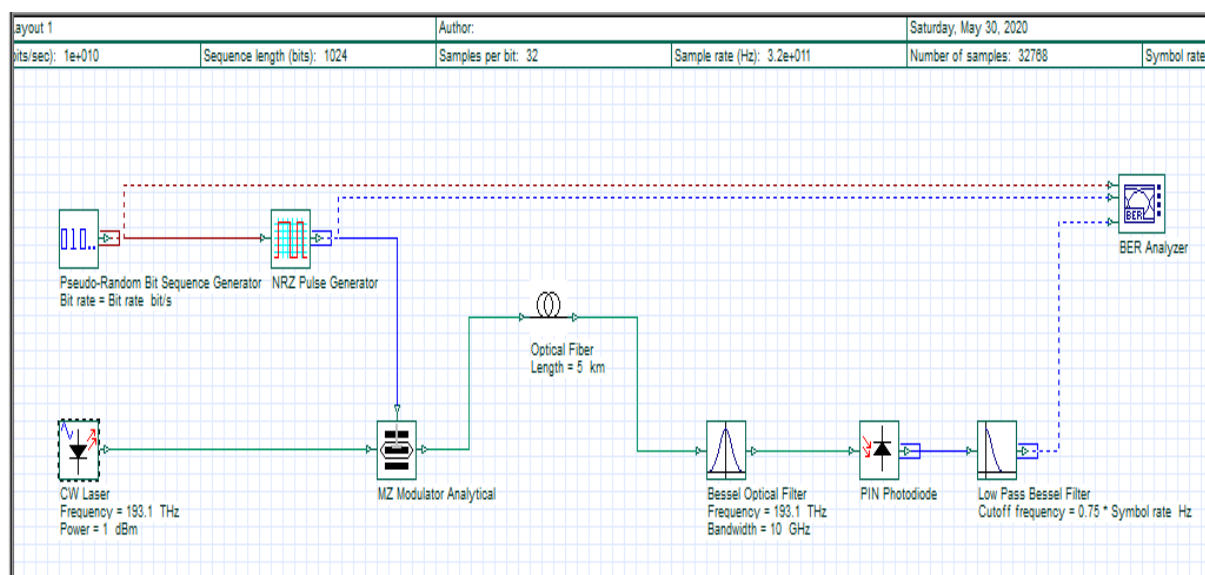 ayout 1 Author: Saturday, May 30, 2020
bits/sec): 1e+010 Sequence length (bits): 1024 Samples per bit: 32 Sample rate (Hz): 3.2e+011 Number of samples: 32768 Symbol rate
BER
BER Analyzer
010..
Pseudo-Random Bit Sequence Generator
Bit rate = Bit rate bit/s
NRZ Pulse Generator
Optical Fiber
Length = 5 km
CW Laser
Frequency = 193.1 THz
Power = 1 dBm
MZ Modulator Analytical
Bessel Optical Filter
Frequency = 193.1 THz
Bandwidth = 10 GHz
PIN Photodiode
Low Pass Bessel Filter
Cutoff frequency = 0.75 * Symbol rate Hz